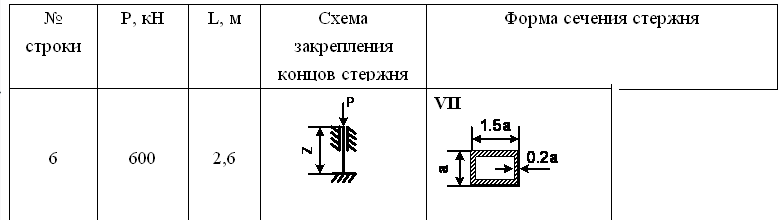 № строки
Р, кН
L, м
Схема закрепления концов стержня
Форма сечения стержня
6
600
2,6
P
Z
VII
1.5a
a
0.2a